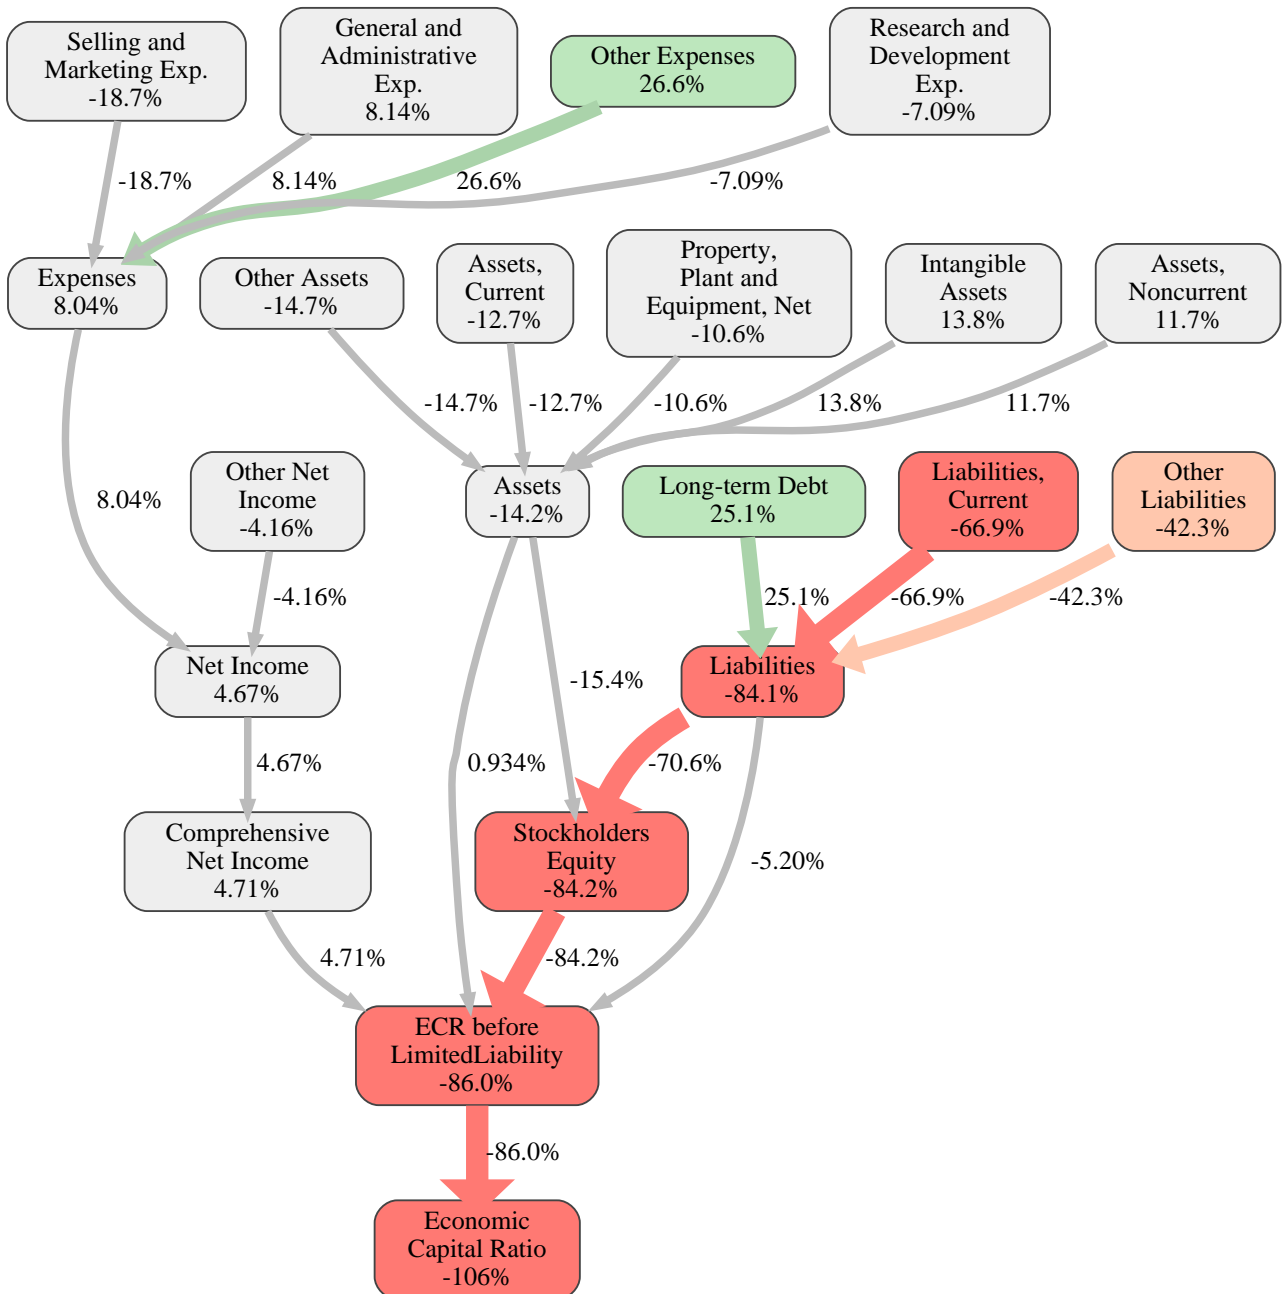 Selling and
Marketing Exp.
-18.7%
General and
Administrative
Exp.
8.14%
Other Expenses
26.6%
Research and
Development
Exp.
-7.09%
-18.7%
8.14%
26.6%
-7.09%
Expenses
8.04%
Other Assets
-14.7%
Assets,
Current
-12.7%
Property,
Plant and
Equipment, Net
-10.6%
Intangible
Assets
13.8%
Assets,
Noncurrent
11.7%
-14.7%
-12.7%
-10.6%
13.8%
11.7%
8.04%
Other Net
Income
-4.16%
Assets
-14.2%
Long-term Debt
25.1%
Liabilities,
Current
-66.9%
Other
Liabilities
-42.3%
-4.16%
25.1%
-66.9%
-42.3%
Net Income
4.67%
-15.4%
Liabilities
-84.1%
4.67%
0.934%
-70.6%
Comprehensive
Net Income
4.71%
Stockholders
Equity
-84.2%
-5.20%
4.71%
-84.2%
ECR before
LimitedLiability
-86.0%
-86.0%
Economic
Capital Ratio
-106%